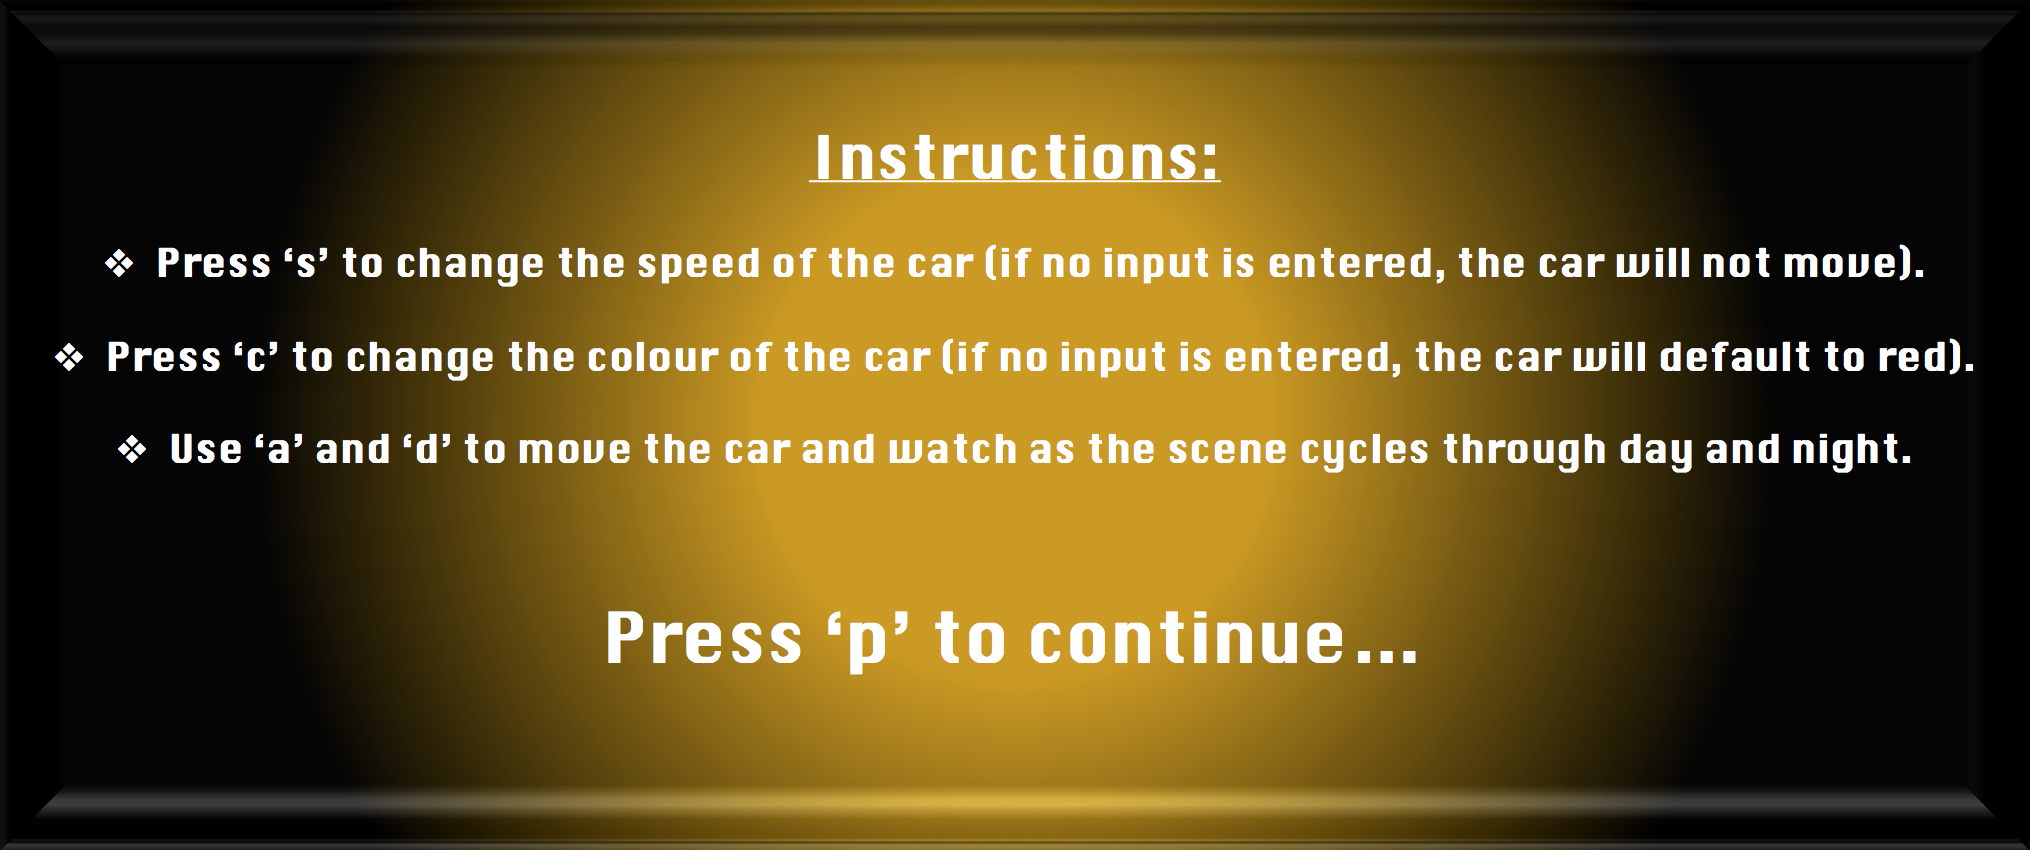 Instructions:
❖ Press ‘s’ to change the speed of the car (if no input is entered, the car will not move).
❖ Press ‘c’ to change the colour of the car (if no input is entered, the car will default to red).
❖ Use ‘a’ and ‘d’ to move the car and watch as the scene cycles through day and night.
Press ‘p’ to continue...